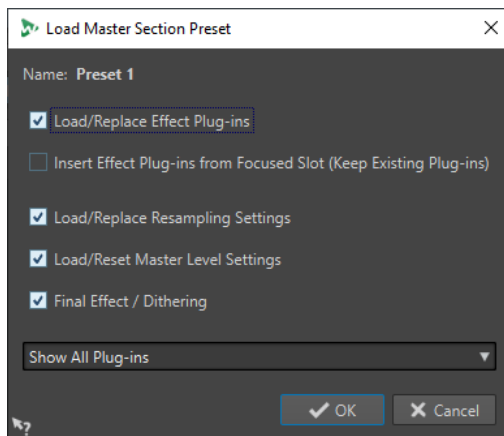 Load Master Section Preset
Name: Preset 1
Load/Replace Effect Plug-ins
Insert Effect Plug-ins from Focused Slot (Keep Existing Plug-ins)
Load/Replace Resampling Settings
Load/Reset Master Level Settings
Final Effect / Dithering
Show All Plug-ins
OK Cancel
?